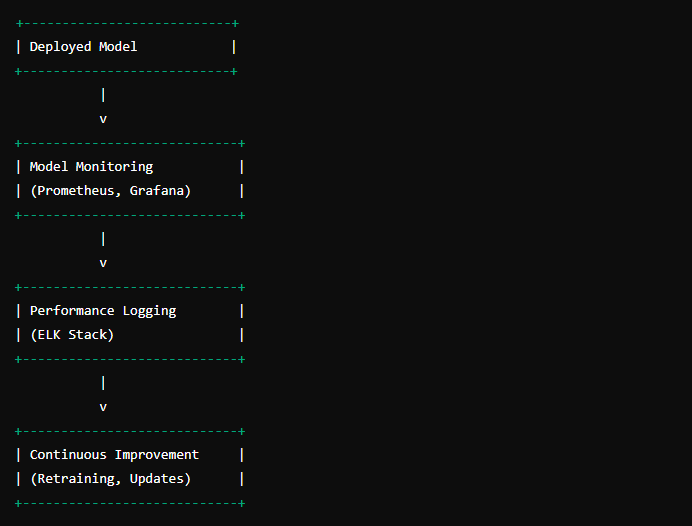 +---------------------------+
| Deployed Model            |
+---------------------------+
           |
           v
+----------------------------+
| Model Monitoring           |
| (Prometheus, Grafana)      |
+----------------------------+
           |
           v
+----------------------------+
| Performance Logging        |
| (ELK Stack)                |
+----------------------------+
           |
           v
+----------------------------+
| Continuous Improvement     |
| (Retraining, Updates)      |
+----------------------------+